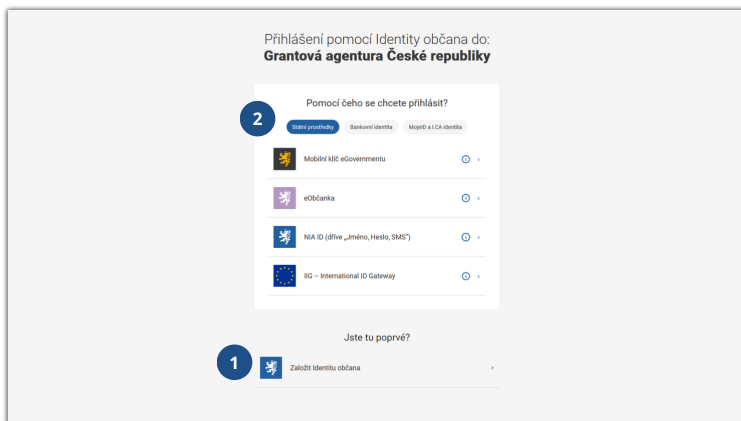 Přihlášení pomocí Identity občana do:
Grantová agentura České republiky
Pomocí čeho se chcete přihlásit?
2
Státní prostředky
Bankovní identita
MojeID a I.CA identita
Mobilní klíč eGovernmentu
eObčanka
NIA ID (dříve „Jméno, Heslo, SMS“)
IIG – International ID Gateway
Jste tu poprvé?
1
Založit Identitu občana